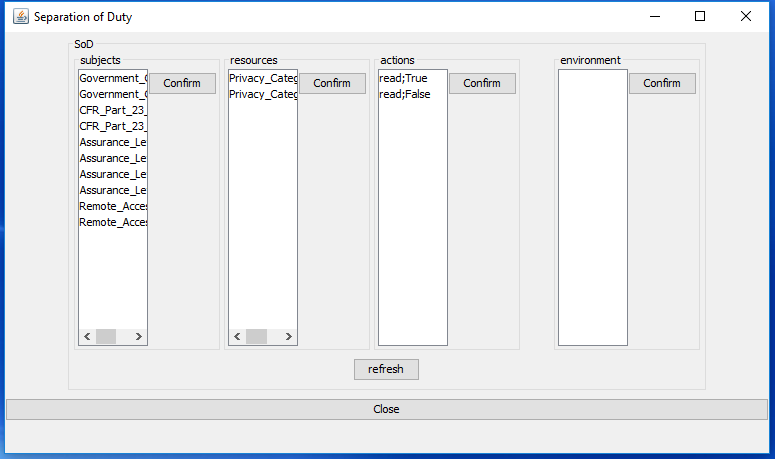 Separation of Duty
SoD
subjects
Government_
Government_
CFR_Part_23_
CFR_Part_23_
Assurance_Le
Assurance_Le
Assurance_Le
Assurance_Le
Remote_Acces
Remote_Acces
Confirm
resources
Privacy_Categ
Privacy_Categ
Confirm
actions
read;True
read;False
Confirm
environment
Confirm
refresh
Close